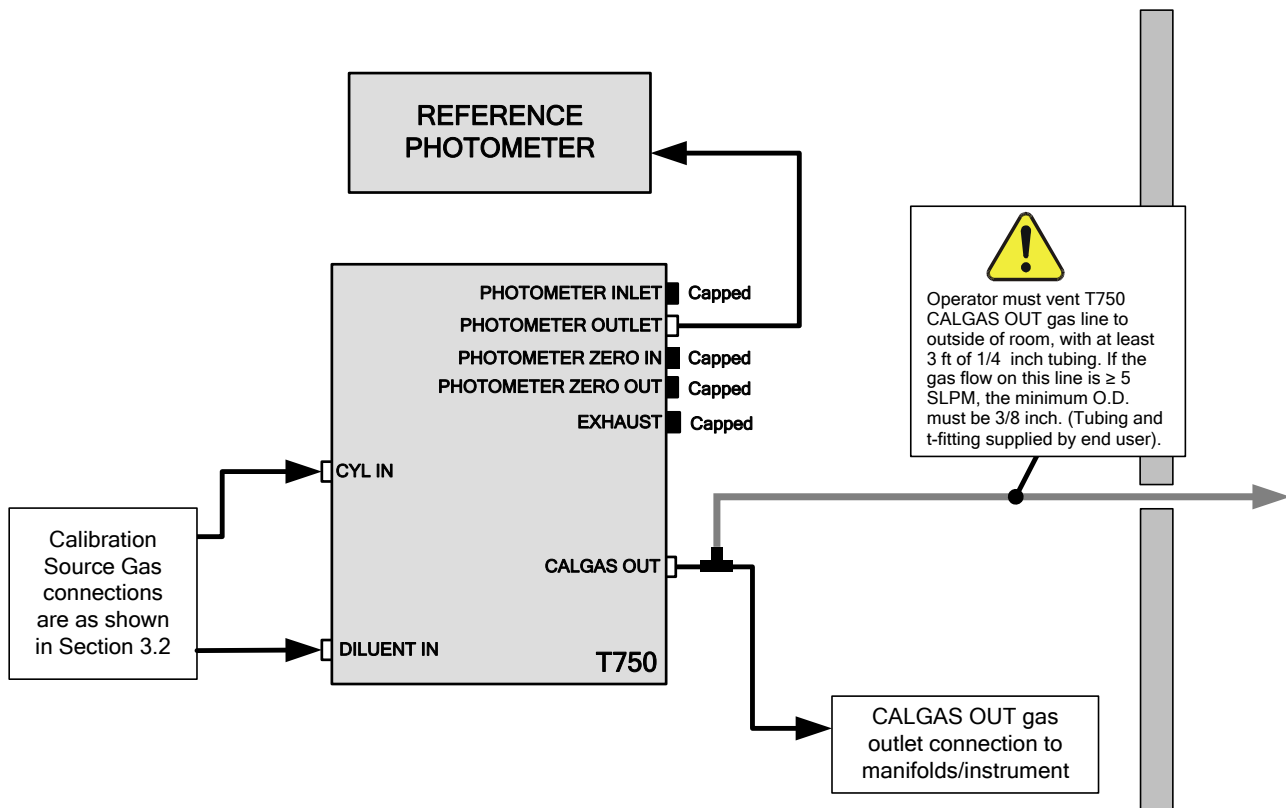 REFERENCE
PHOTOMETER
PHOTOMETER INLET Capped
PHOTOMETER OUTLET
PHOTOMETER ZERO IN Capped
PHOTOMETER ZERO OUT Capped
EXHAUST Capped
CYL IN
CALGAS OUT
DILUENT IN
T750
Calibration
Source Gas
connections
are as shown
in Section 3.2
Operator must vent T750
CALGAS OUT gas line to
outside of room, with at least
3 ft of 1/4 inch tubing. If the
gas flow on this line is ≥ 5
SLPM, the minimum O.D.
must be 3/8 inch. (Tubing and
t-fitting supplied by end user).
CALGAS OUT gas
outlet connection to
manifolds/instrument